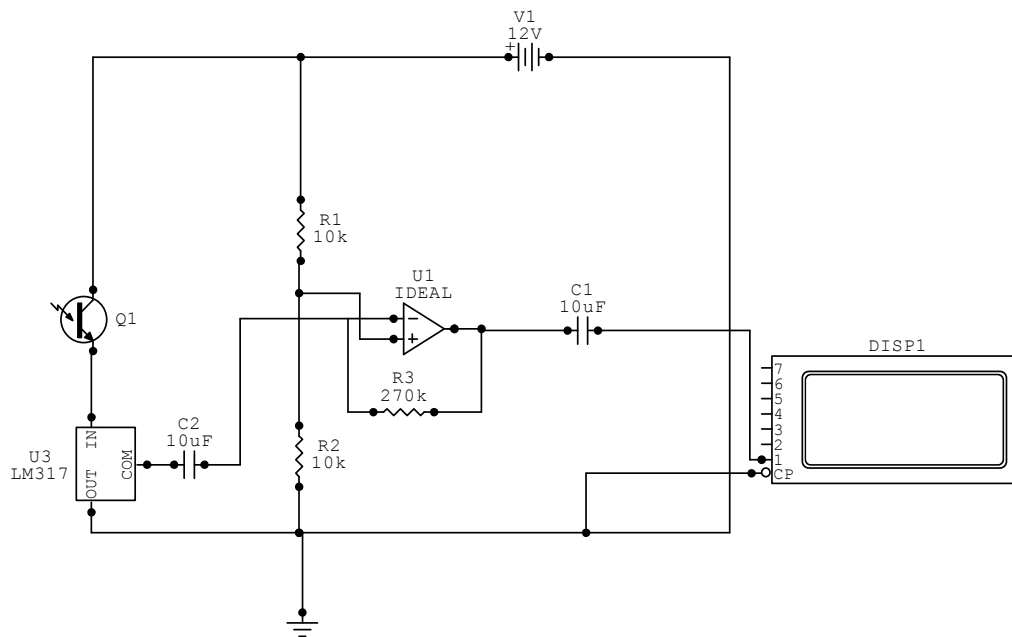 V1
12V
+
R1
10k
U1
IDEAL
C1
10uF
Q1
DISP1
R3
270k
7
6
5
4
3
2
1
CP
U3
LM317
IN
OUT
COM
C2
10uF
R2
10k